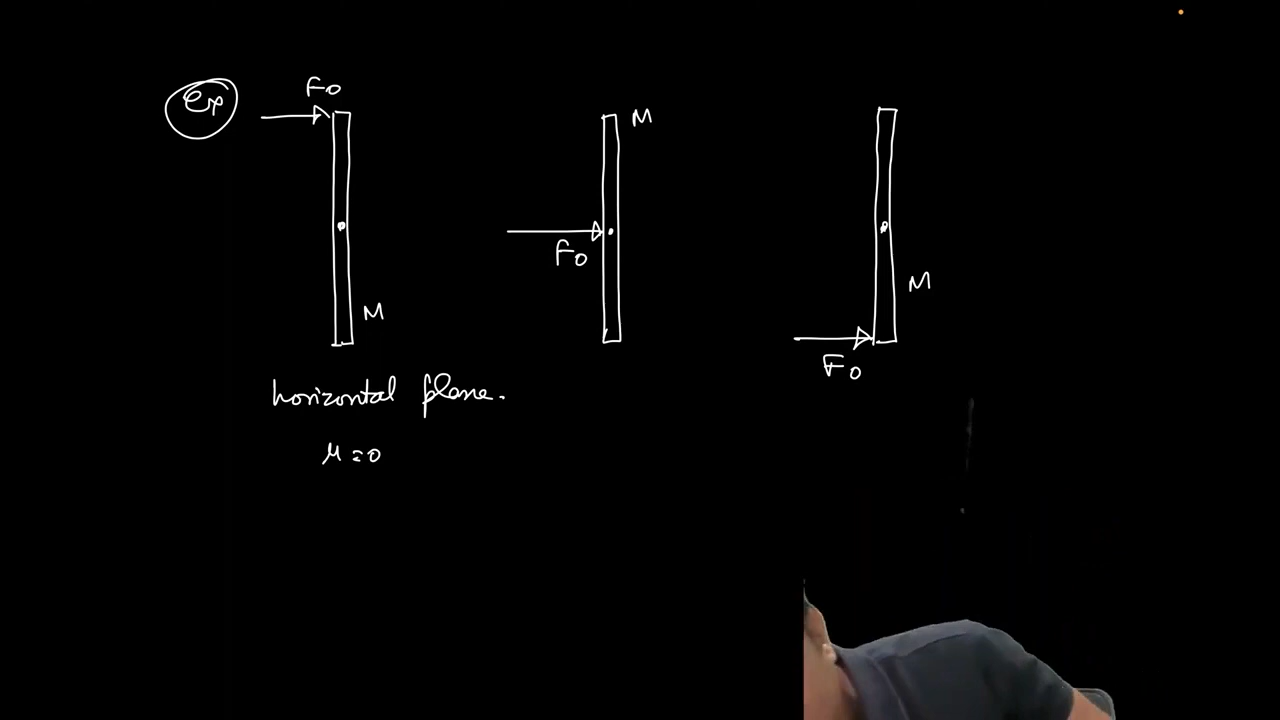 ex
F0
M
F0
M
F0
M
horizontal plane.
μ = 0